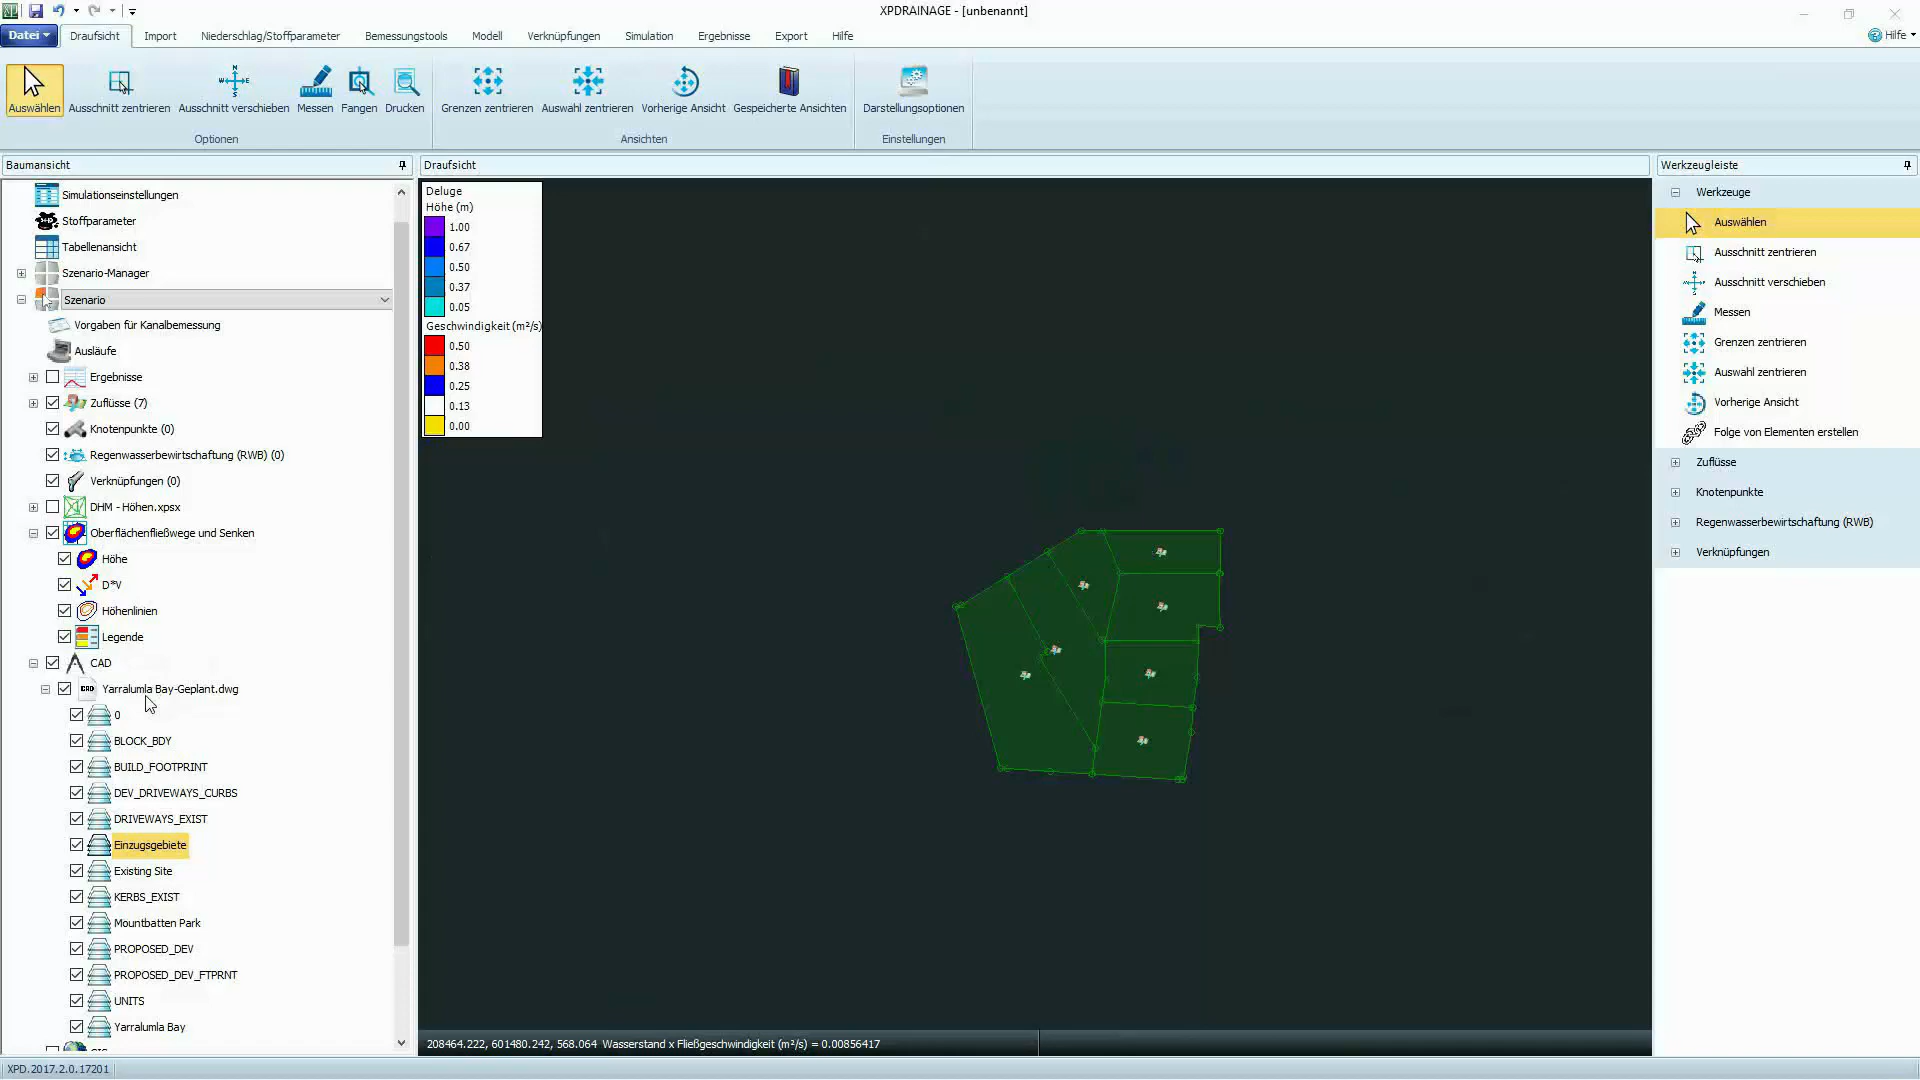 XPDRAINAGE - [unbenannt]
Datei
Draufsicht
Import
Niederschlag/Stoffparameter
Bemessungstools
Modell
Verknüpfungen
Simulation
Ergebnisse
Export
Hilfe
Hilfe
Auswählen
Ausschnitt zentrieren
Ausschnitt verschieben
Messen
Fangen
Drucken
Grenzen zentrieren
Auswahl zentrieren
Vorherige Ansicht
Gespeicherte Ansichten
Darstellungsoptionen
Optionen
Ansichten
Einstellungen
Baumansicht
Simulationseinstellungen
Stoffparameter
Tabellenansicht
Szenario-Manager
Szenario
Vorgaben für Kanalbemessung
Ausläufe
Ergebnisse
Zuflüsse (7)
Knotenpunkte (0)
Regenwasserbewirtschaftung (RWB) (0)
Verknüpfungen (0)
DHM - Höhen.xpsx
Oberflächenfließwege und Senken
Höhe
D*V
Höhenlinien
Legende
CAD
Yarralumla Bay-Geplant.dwg
0
BLOCK_BDY
BUILD_FOOTPRINT
DEV_DRIVEWAYS_CURBS
DRIVEWAYS_EXIST
Einzugsgebiete
Existing Site
KERBS_EXIST
Mountbatten Park
PROPOSED_DEV
PROPOSED_DEV_FTPRNT
UNITS
Yarralumla Bay
Draufsicht
Deluge
Höhe (m)
1.00
0.67
0.50
0.37
0.05
Geschwindigkeit (m²/s)
0.50
0.38
0.25
0.13
0.00
208464.222, 601480.242, 568.064 Wasserstand x Fließgeschwindigkeit (m²/s) = 0.00856417
Werkzeugleiste
Werkzeuge
Auswählen
Ausschnitt zentrieren
Ausschnitt verschieben
Messen
Grenzen zentrieren
Auswahl zentrieren
Vorherige Ansicht
Folge von Elementen erstellen
Zuflüsse
Knotenpunkte
Regenwasserbewirtschaftung (RWB)
Verknüpfungen
XPD.2017.2.0.17201